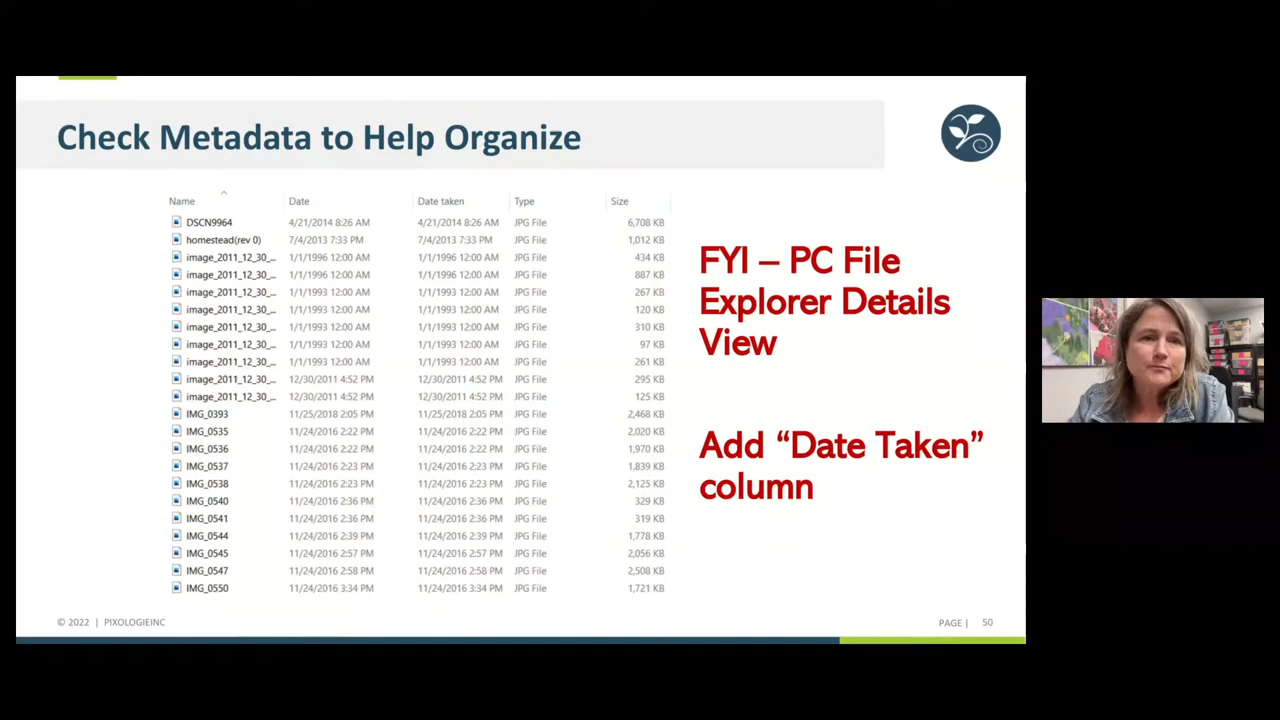 Check Metadata to Help Organize
Name Date Date taken Type Size
DSCN9964 4/21/2014 8:26 AM 4/21/2014 8:26 AM JPG File 6,708 KB
homestead(rev 0) 7/4/2013 7:33 PM 7/4/2013 7:33 PM JPG File 1,012 KB
image_2011_12_30_... 1/1/1996 12:00 AM 1/1/1996 12:00 AM JPG File 434 KB
image_2011_12_30_... 1/1/1996 12:00 AM 1/1/1996 12:00 AM JPG File 887 KB
image_2011_12_30_... 1/1/1993 12:00 AM 1/1/1993 12:00 AM JPG File 267 KB
image_2011_12_30_... 1/1/1993 12:00 AM 1/1/1993 12:00 AM JPG File 120 KB
image_2011_12_30_... 1/1/1993 12:00 AM 1/1/1993 12:00 AM JPG File 310 KB
image_2011_12_30_... 1/1/1993 12:00 AM 1/1/1993 12:00 AM JPG File 97 KB
image_2011_12_30_... 1/1/1993 12:00 AM 1/1/1993 12:00 AM JPG File 261 KB
image_2011_12_30_... 12/30/2011 4:52 PM 12/30/2011 4:52 PM JPG File 295 KB
image_2011_12_30_... 12/30/2011 4:52 PM 12/30/2011 4:52 PM JPG File 125 KB
IMG_0393 11/25/2018 2:05 PM 11/25/2018 2:05 PM JPG File 2,468 KB
IMG_0535 11/24/2016 2:22 PM 11/24/2016 2:22 PM JPG File 2,020 KB
IMG_0536 11/24/2016 2:22 PM 11/24/2016 2:22 PM JPG File 1,970 KB
IMG_0537 11/24/2016 2:23 PM 11/24/2016 2:23 PM JPG File 1,839 KB
IMG_0538 11/24/2016 2:23 PM 11/24/2016 2:23 PM JPG File 2,125 KB
IMG_0540 11/24/2016 2:36 PM 11/24/2016 2:36 PM JPG File 329 KB
IMG_0541 11/24/2016 2:36 PM 11/24/2016 2:36 PM JPG File 319 KB
IMG_0544 11/24/2016 2:39 PM 11/24/2016 2:39 PM JPG File 1,778 KB
IMG_0545 11/24/2016 2:57 PM 11/24/2016 2:57 PM JPG File 2,056 KB
IMG_0547 11/24/2016 2:58 PM 11/24/2016 2:58 PM JPG File 2,508 KB
IMG_0550 11/24/2016 3:34 PM 11/24/2016 3:34 PM JPG File 1,721 KB
FYI – PC File
Explorer Details
View
Add “Date Taken”
column
© 2022 | PIXOLOGIEINC
PAGE | 50